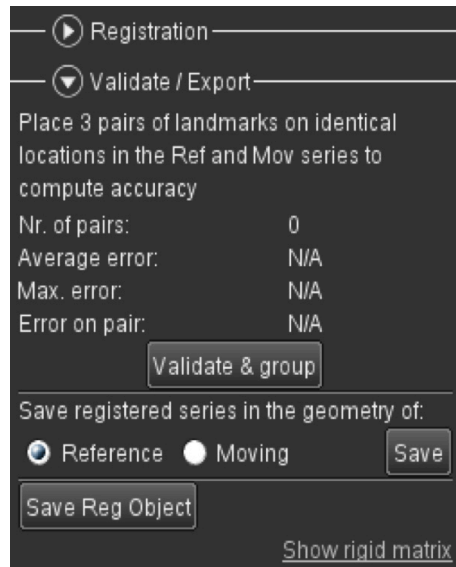 Registration
Validate / Export
Place 3 pairs of landmarks on identical
locations in the Ref and Mov series to
compute accuracy
Nr. of pairs: 0
Average error: N/A
Max. error: N/A
Error on pair: N/A
Validate & group
Save registered series in the geometry of:
Reference Moving Save
Save Reg Object
Show rigid matrix